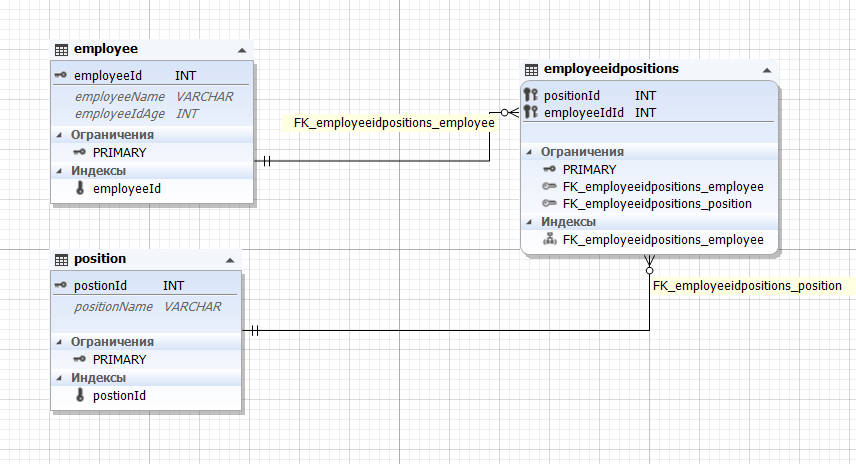 employee
employeeId INT
employeeName VARCHAR
employeeIdAge INT
Ограничения
PRIMARY
Индексы
employeeId
FK_employeeidpositions_employee
employeeidpositions
positionId INT
employeeIdId INT
Ограничения
PRIMARY
FK_employeeidpositions_employee
FK_employeeidpositions_position
Индексы
FK_employeeidpositions_employee
FK_employeeidpositions_position
position
postionId INT
positionName VARCHAR
Ограничения
PRIMARY
Индексы
postionId